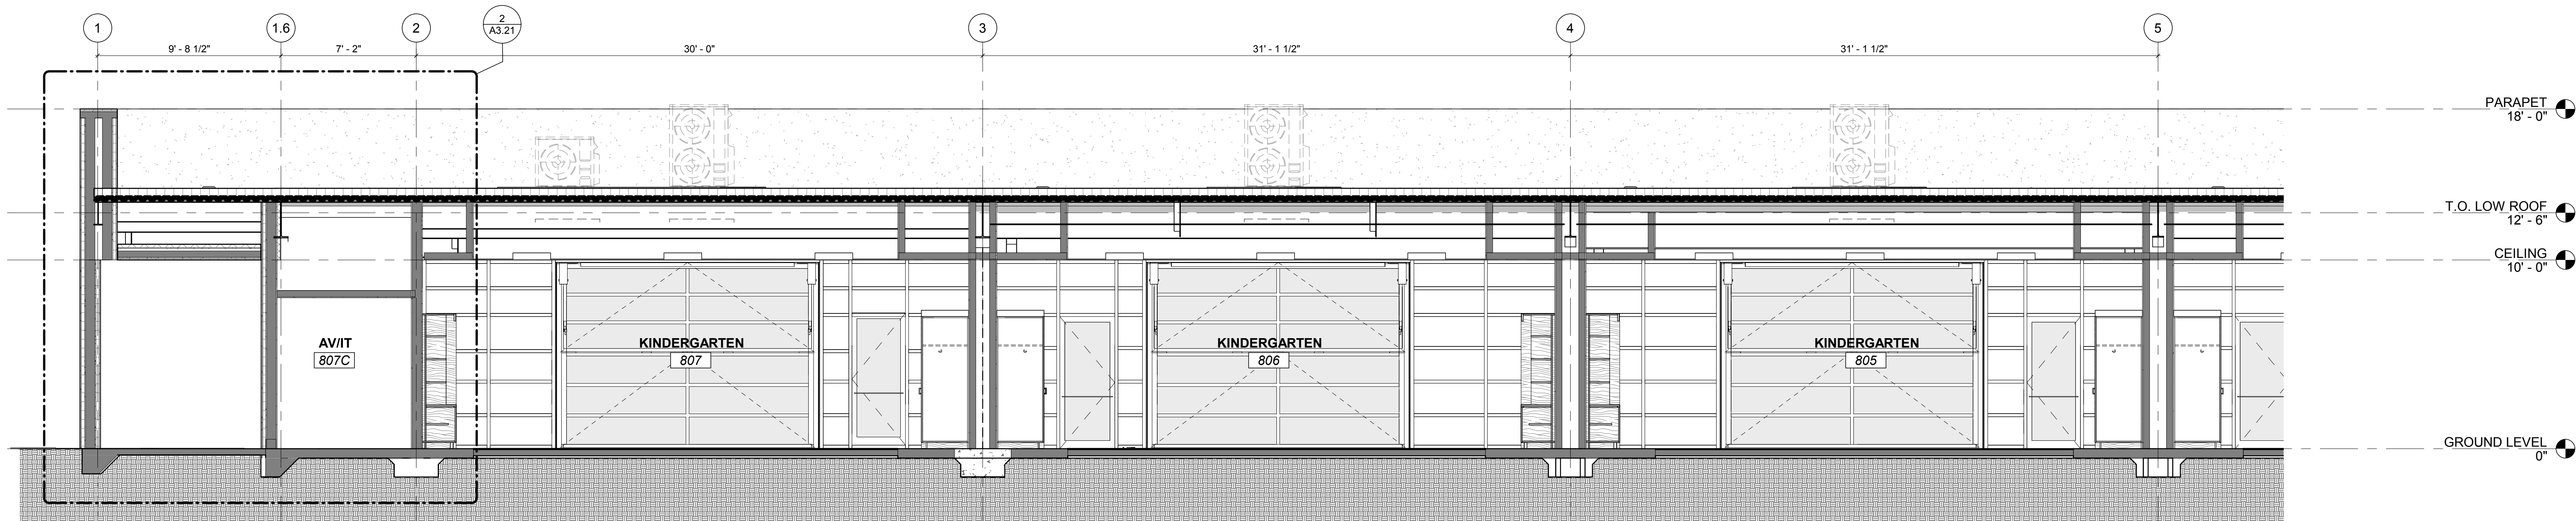 1
1.6
2
2
A3.21
3
4
5
9' - 8 1/2"
7' - 2"
30' - 0"
31' - 1 1/2"
31' - 1 1/2"
PARAPET
18' - 0"
T.O. LOW ROOF
12' - 6"
CEILING
10' - 0"
AV/IT
807C
KINDERGARTEN
807
KINDERGARTEN
806
KINDERGARTEN
805
GROUND LEVEL
0"